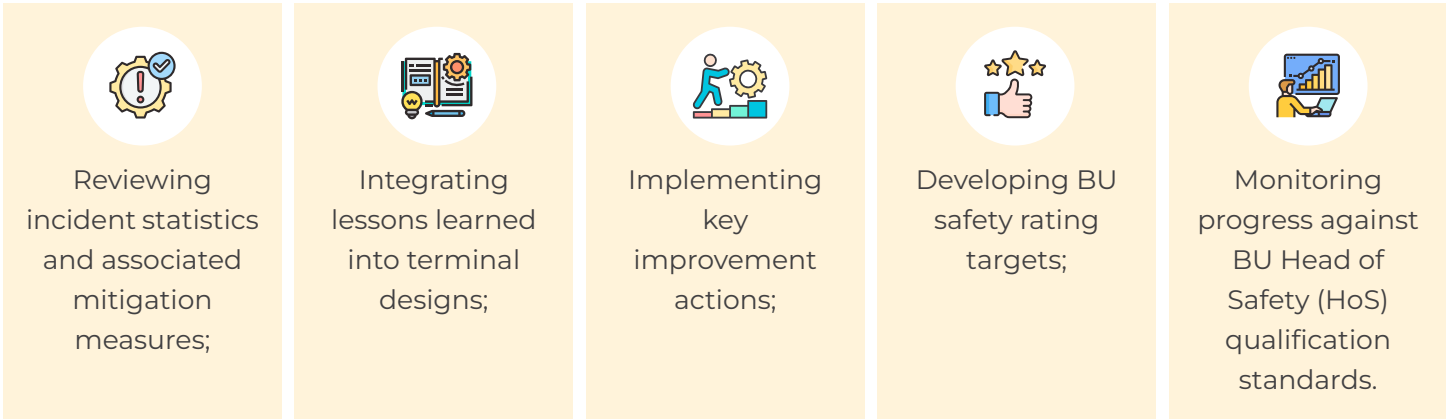 Reviewing
incident statistics
and associated
mitigation
measures;
Integrating
lessons learned
into terminal
designs;
Implementing
key
improvement
actions;
Developing BU
safety rating
targets;
Monitoring
progress against
BU Head of
Safety (HoS)
qualification
standards.